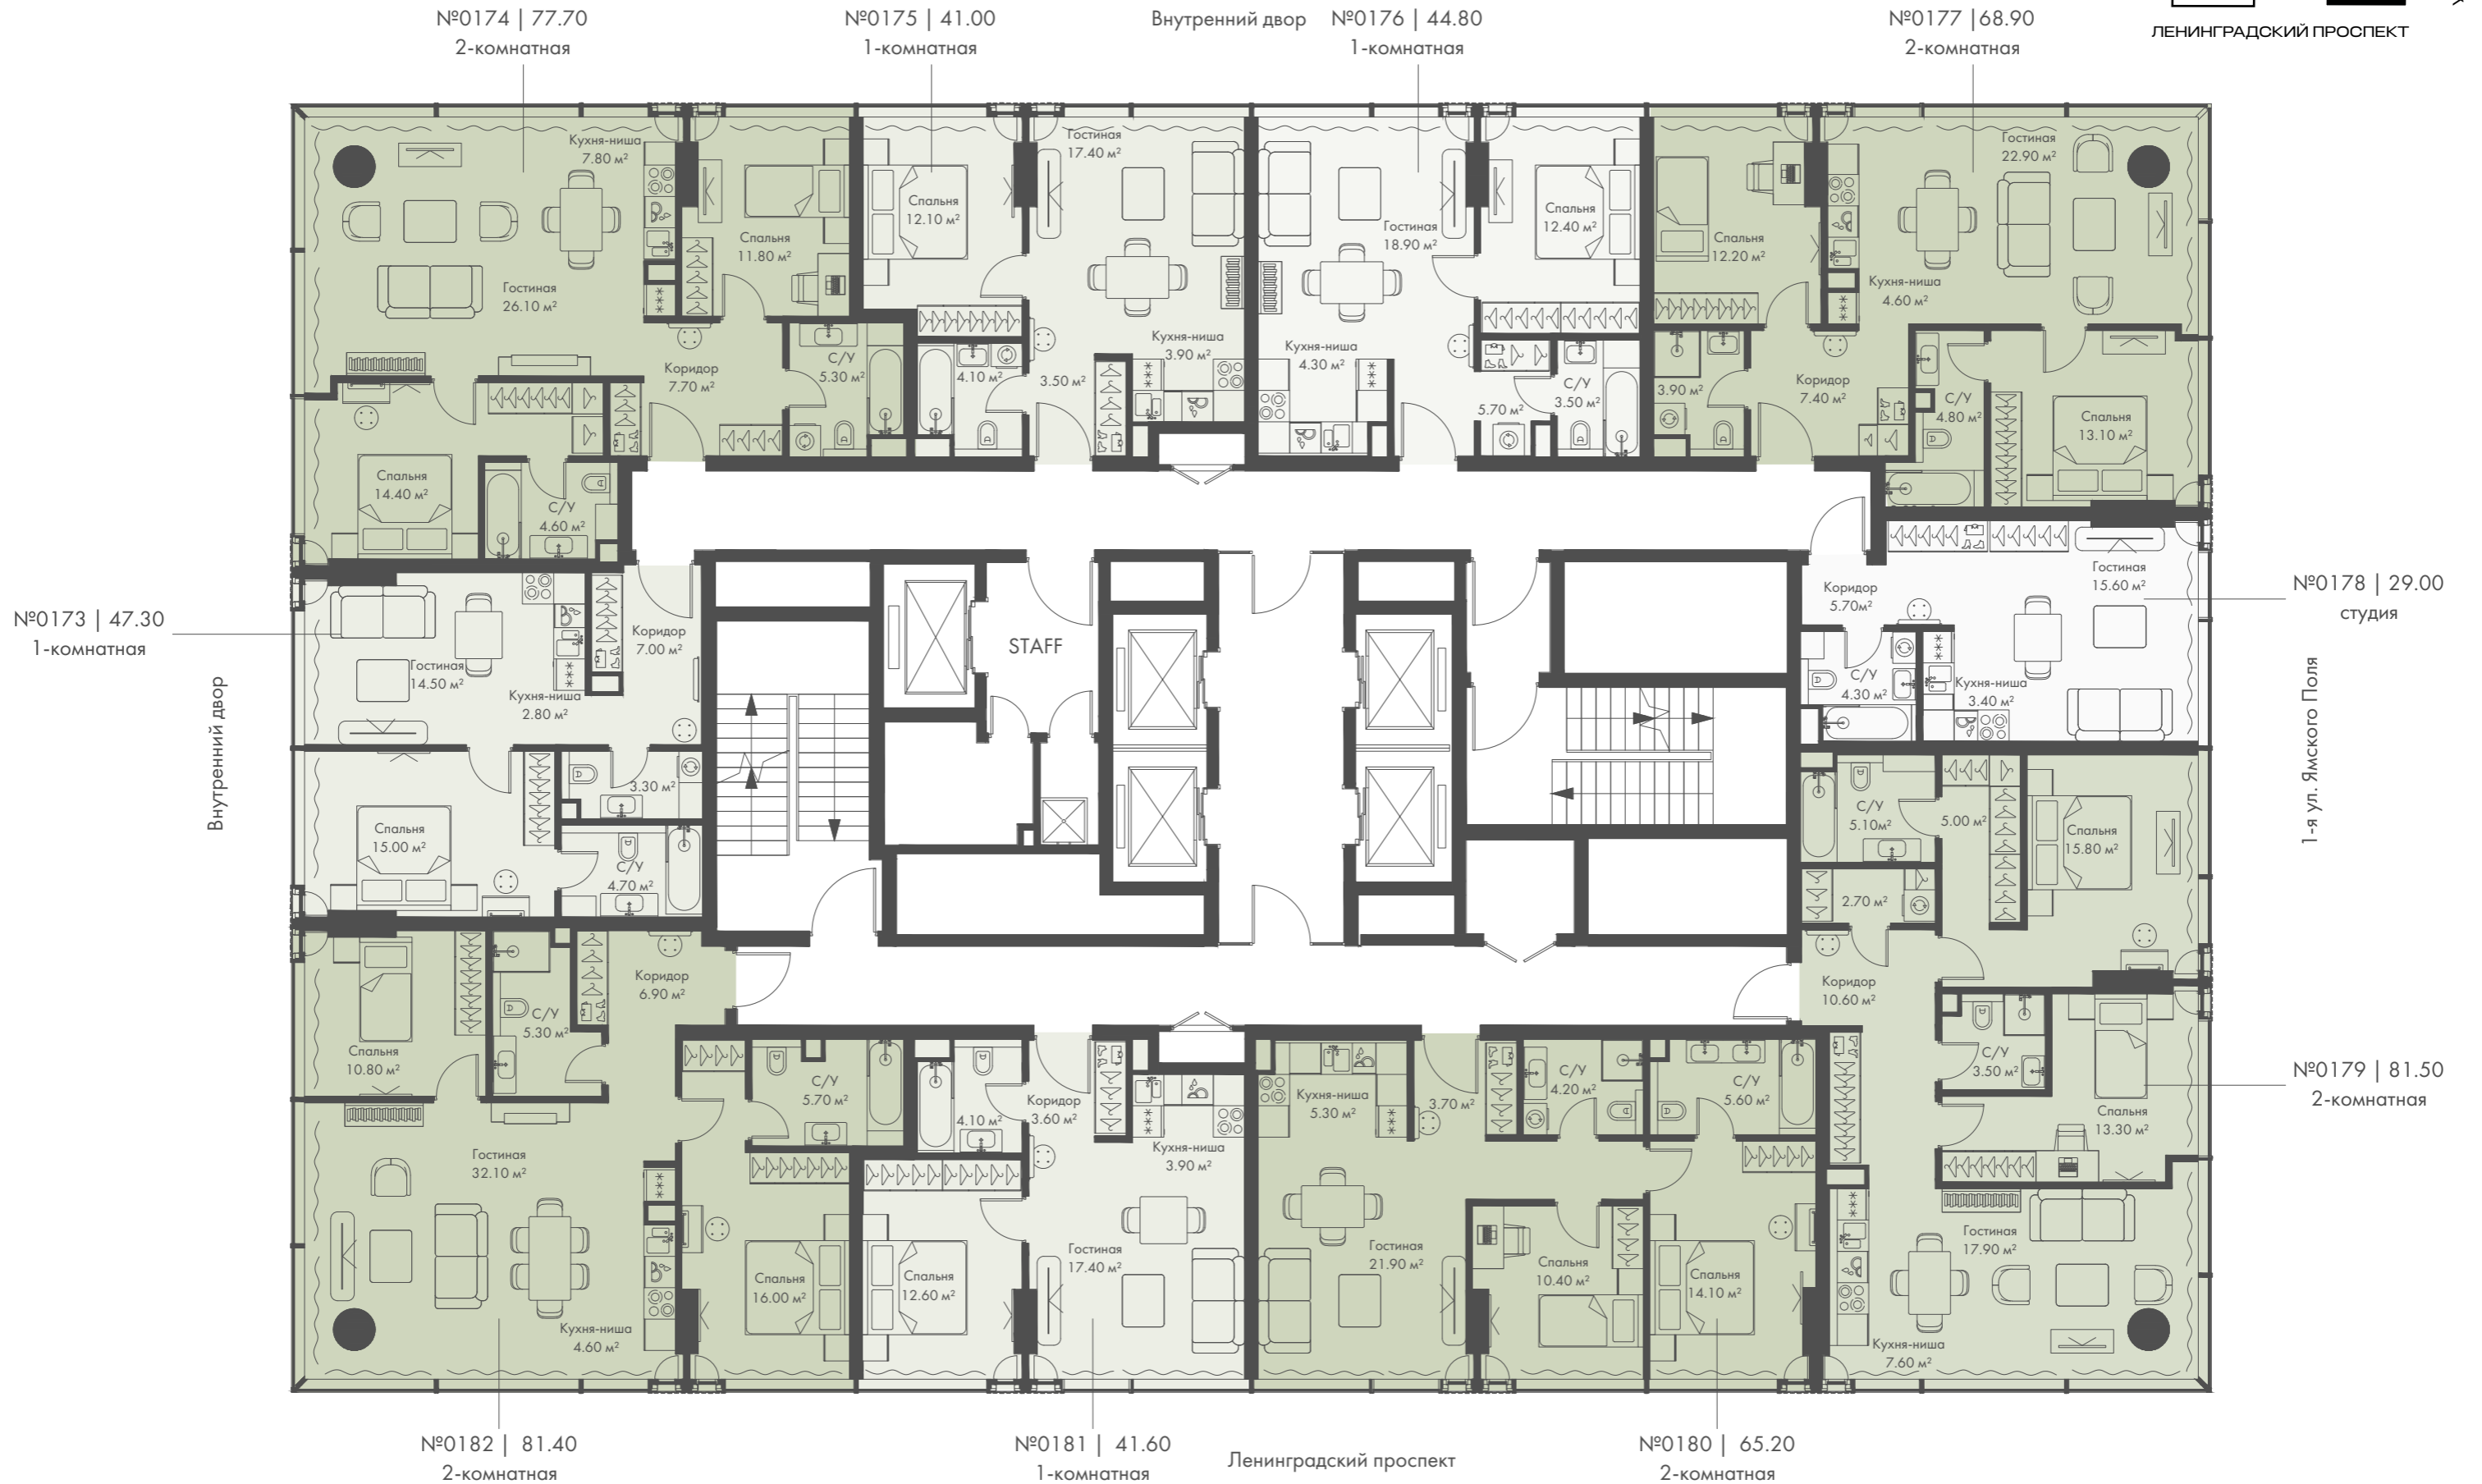 №0174 | 77.70
2-комнатная
№0175 | 41.00
1-комнатная
Внутренний двор
№0176 | 44.80
1-комнатная
№0177 |68.90
2-комнатная
ЛЕНИНГРАДСКИЙ ПРОСПЕКТ
Кухня-ниша
7.80 м²
Гостиная
26.10 м²
Спальня
11.80 м²
Коридор
7.70 м²
С/У
5.30 м²
Спальня
14.40 м²
С/У
4.60 м²
Спальня
12.10 м²
Гостиная
17.40 м²
Кухня-ниша
3.90 м²
4.10 м²
3.50 м²
Гостиная
18.90 м²
Спальня
12.40 м²
Кухня-ниша
4.30 м²
5.70 м²
С/У
3.50 м²
Спальня
12.20 м²
Гостиная
22.90 м²
Кухня-ниша
4.60 м²
3.90 м²
Коридор
7.40 м²
С/У
4.80 м²
Спальня
13.10 м²
№0173 | 47.30
1-комнатная
Внутренний двор
Гостиная
14.50 м²
Кухня-ниша
2.80 м²
Коридор
7.00 м²
3.30 м²
Спальня
15.00 м²
С/У
4.70 м²
STAFF
Коридор
5.70м²
Гостиная
15.60 м²
С/У
4.30 м²
Кухня-ниша
3.40 м²
№0178 | 29.00
студия
1-я ул. Ямского Поля
С/У
5.10м²
5.00 м²
Спальня
15.80 м²
2.70 м²
Коридор
10.60 м²
С/У
3.50 м²
Спальня
13.30 м²
Гостиная
17.90 м²
Кухня-ниша
7.60 м²
№0179 | 81.50
2-комнатная
Спальня
10.80 м²
С/У
5.30 м²
Коридор
6.90 м²
Гостиная
32.10 м²
С/У
5.70 м²
Спальня
16.00 м²
Кухня-ниша
4.60 м²
4.10 м²
Коридор
3.60 м²
Кухня-ниша
3.90 м²
Гостиная
17.40 м²
Спальня
12.60 м²
Кухня-ниша
5.30 м²
3.70 м²
С/У
4.20 м²
С/У
5.60 м²
Гостиная
21.90 м²
Спальня
10.40 м²
Спальня
14.10 м²
№0182 | 81.40
2-комнатная
№0181 | 41.60
1-комнатная
Ленинградский проспект
№0180 | 65.20
2-комнатная